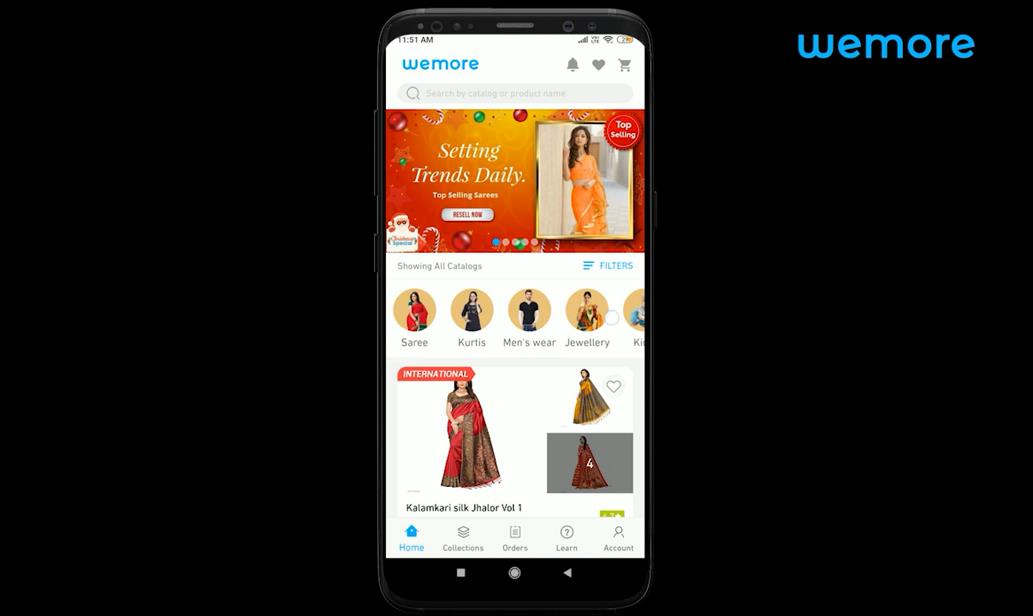 wemore
11:51 AM
wemore
Search by catalog or product name
Top
Selling
Setting
Trends Daily.
Top Selling Sarees
RESELL NOW
Christmas
Special
Showing All Catalogs
FILTERS
Saree
Kurtis
Men's wear
Jewellery
Ki
INTERNATIONAL
4
Kalamkari silk Jhalor Vol 1
Home
Collections
Orders
Learn
Account